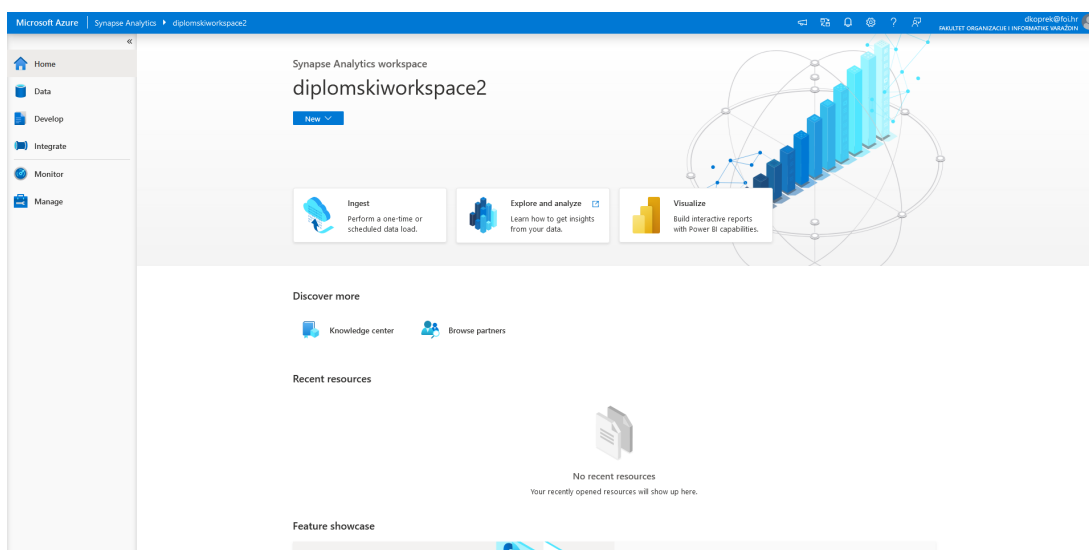 Microsoft Azure
Synapse Analytics
diplomskiworkspace2
dkoprek@foi.hr
FAKULTET ORGANIZACIJE I INFORMATIKE VARAŽDIN
Home
Data
Develop
Integrate
Monitor
Manage
Synapse Analytics workspace
diplomskiworkspace2
New
Ingest
Perform a one-time or
scheduled data load.
Explore and analyze
Learn how to get insights
from your data.
Visualize
Build interactive reports
with Power BI capabilities.
Discover more
Knowledge center
Browse partners
Recent resources
No recent resources
Your recently opened resources will show up here.
Feature showcase